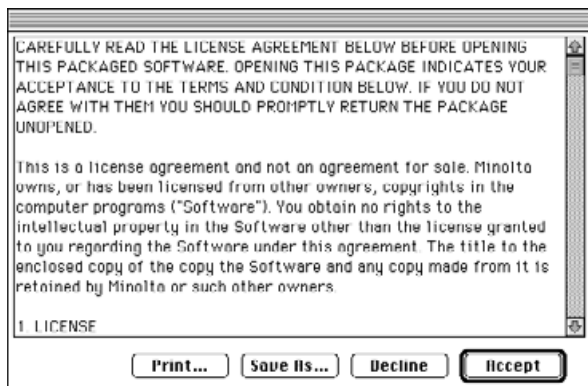 CAREFULLY READ THE LICENSE AGREEMENT BELOW BEFORE OPENING
THIS PACKAGED SOFTWARE. OPENING THIS PACKAGE INDICATES YOUR
ACCEPTANCE TO THE TERMS AND CONDITION BELOW. IF YOU DO NOT
AGREE WITH THEM YOU SHOULD PROMPTLY RETURN THE PACKAGE
UNOPENED.
This is a license agreement and not an agreement for sale. Minolta
owns, or has been licensed from other owners, copyrights in the
computer programs ("Software"). You obtain no rights to the
intellectual property in the Software other than the license granted
to you regarding the Software under this agreement. The title to the
enclosed copy of the copy the Software and any copy made from it is
retained by Minolta or such other owners.
1. LICENSE
Print... Save As... Decline Accept